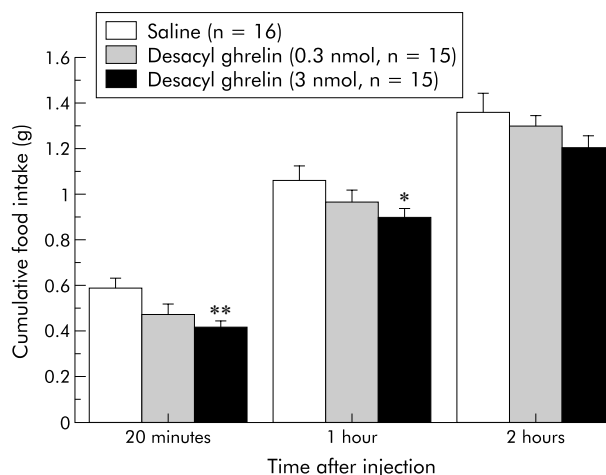 Saline (n = 16)
Desacyl ghrelin (0.3 nmol, n = 15)
Desacyl ghrelin (3 nmol, n = 15)
Cumulative food intake (g)
1.6
1.4
1.2
1
0.8
0.6
0.4
0.2
0
**
*
20 minutes
1 hour
2 hours
Time after injection